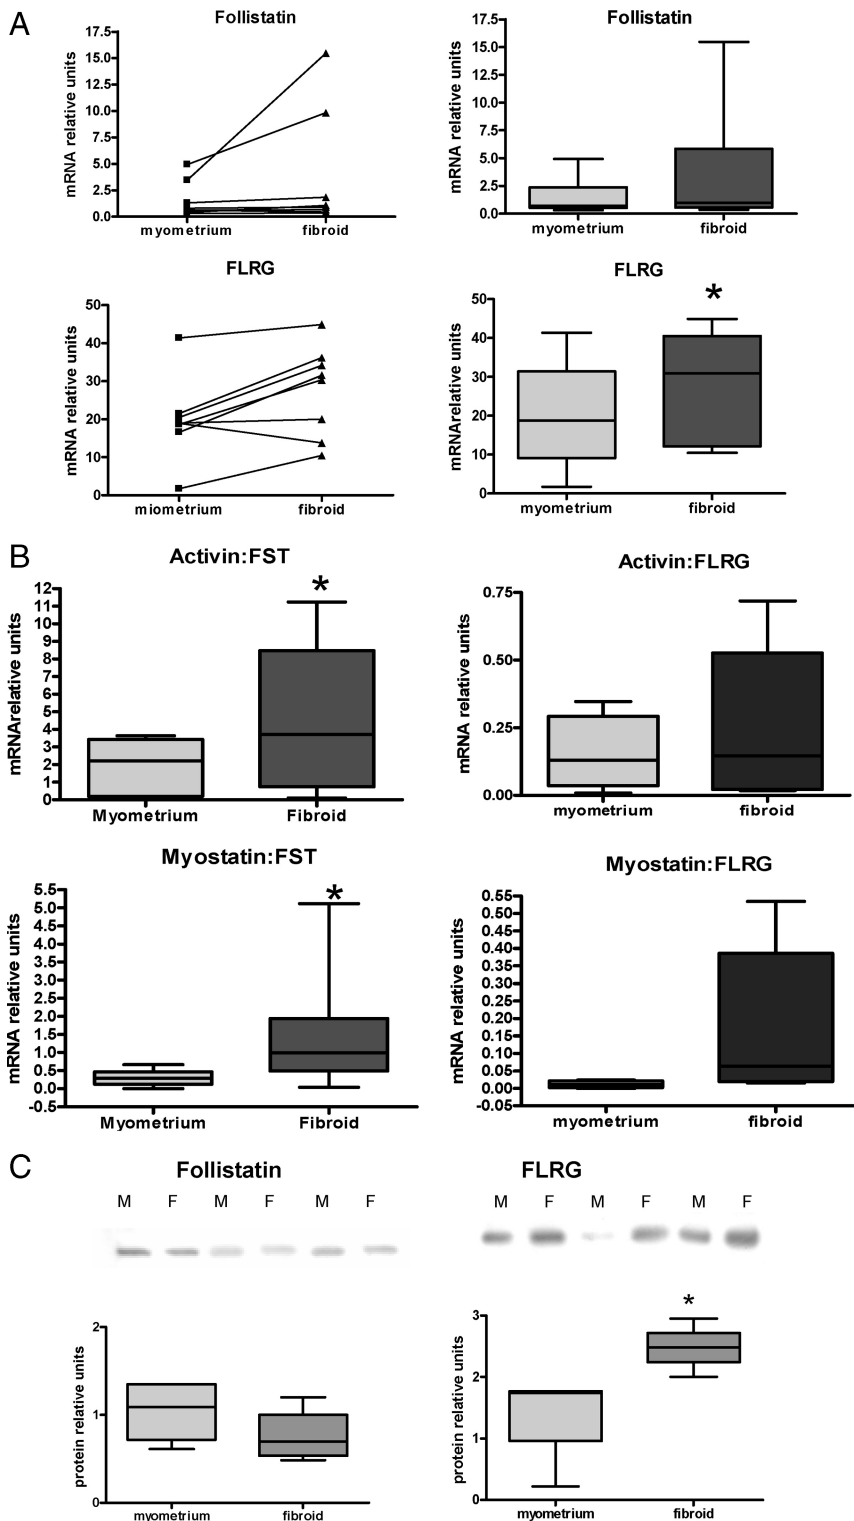 A
Follistatin
mRNA relative units
17.5
15.0
12.5
10.0
7.5
5.0
2.5
0.0
myometrium fibroid
Follistatin
mRNA relative units
17.5
15.0
12.5
10.0
7.5
5.0
2.5
0.0
myometrium fibroid
FLRG
mRNA relative units
50
40
30
20
10
0
miometrium fibroid
FLRG
*
mRNArelative units
50
40
30
20
10
0
myometrium fibroid
B
Activin:FST
*
mRNArelative units
12
11
10
9
8
7
6
5
4
3
2
1
0
Myometrium Fibroid
Activin:FLRG
mRNA relative units
0.75
0.50
0.25
0.00
myometrium fibroid
Myostatin:FST
*
mRNA relative units
5.5
5.0
4.5
4.0
3.5
3.0
2.5
2.0
1.5
1.0
0.5
0.0
-0.5
Myometrium Fibroid
Myostatin:FLRG
mRNA relative units
0.55
0.50
0.45
0.40
0.35
0.30
0.25
0.20
0.15
0.10
0.05
0.00
-0.05
myometrium fibroid
C
Follistatin
M F M F M F
protein relative units
2
1
0
myometrium fibroid
FLRG
M F M F M F
*
protein relative units
3
2
1
0
myometrium fibroid